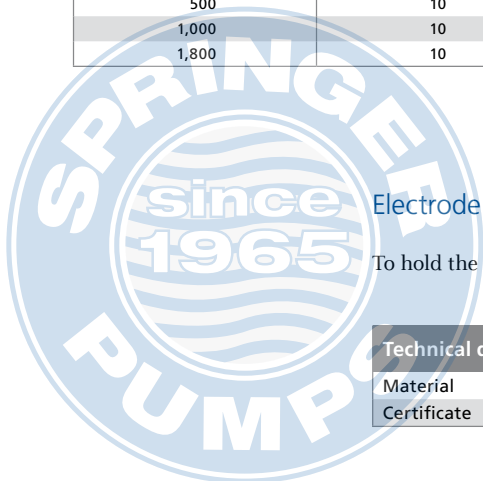 500 10
1,000 10
1,800 10
SPRINGER
since
1965
PUMPS
Electrode
To hold the
Technical
Material
Certificate